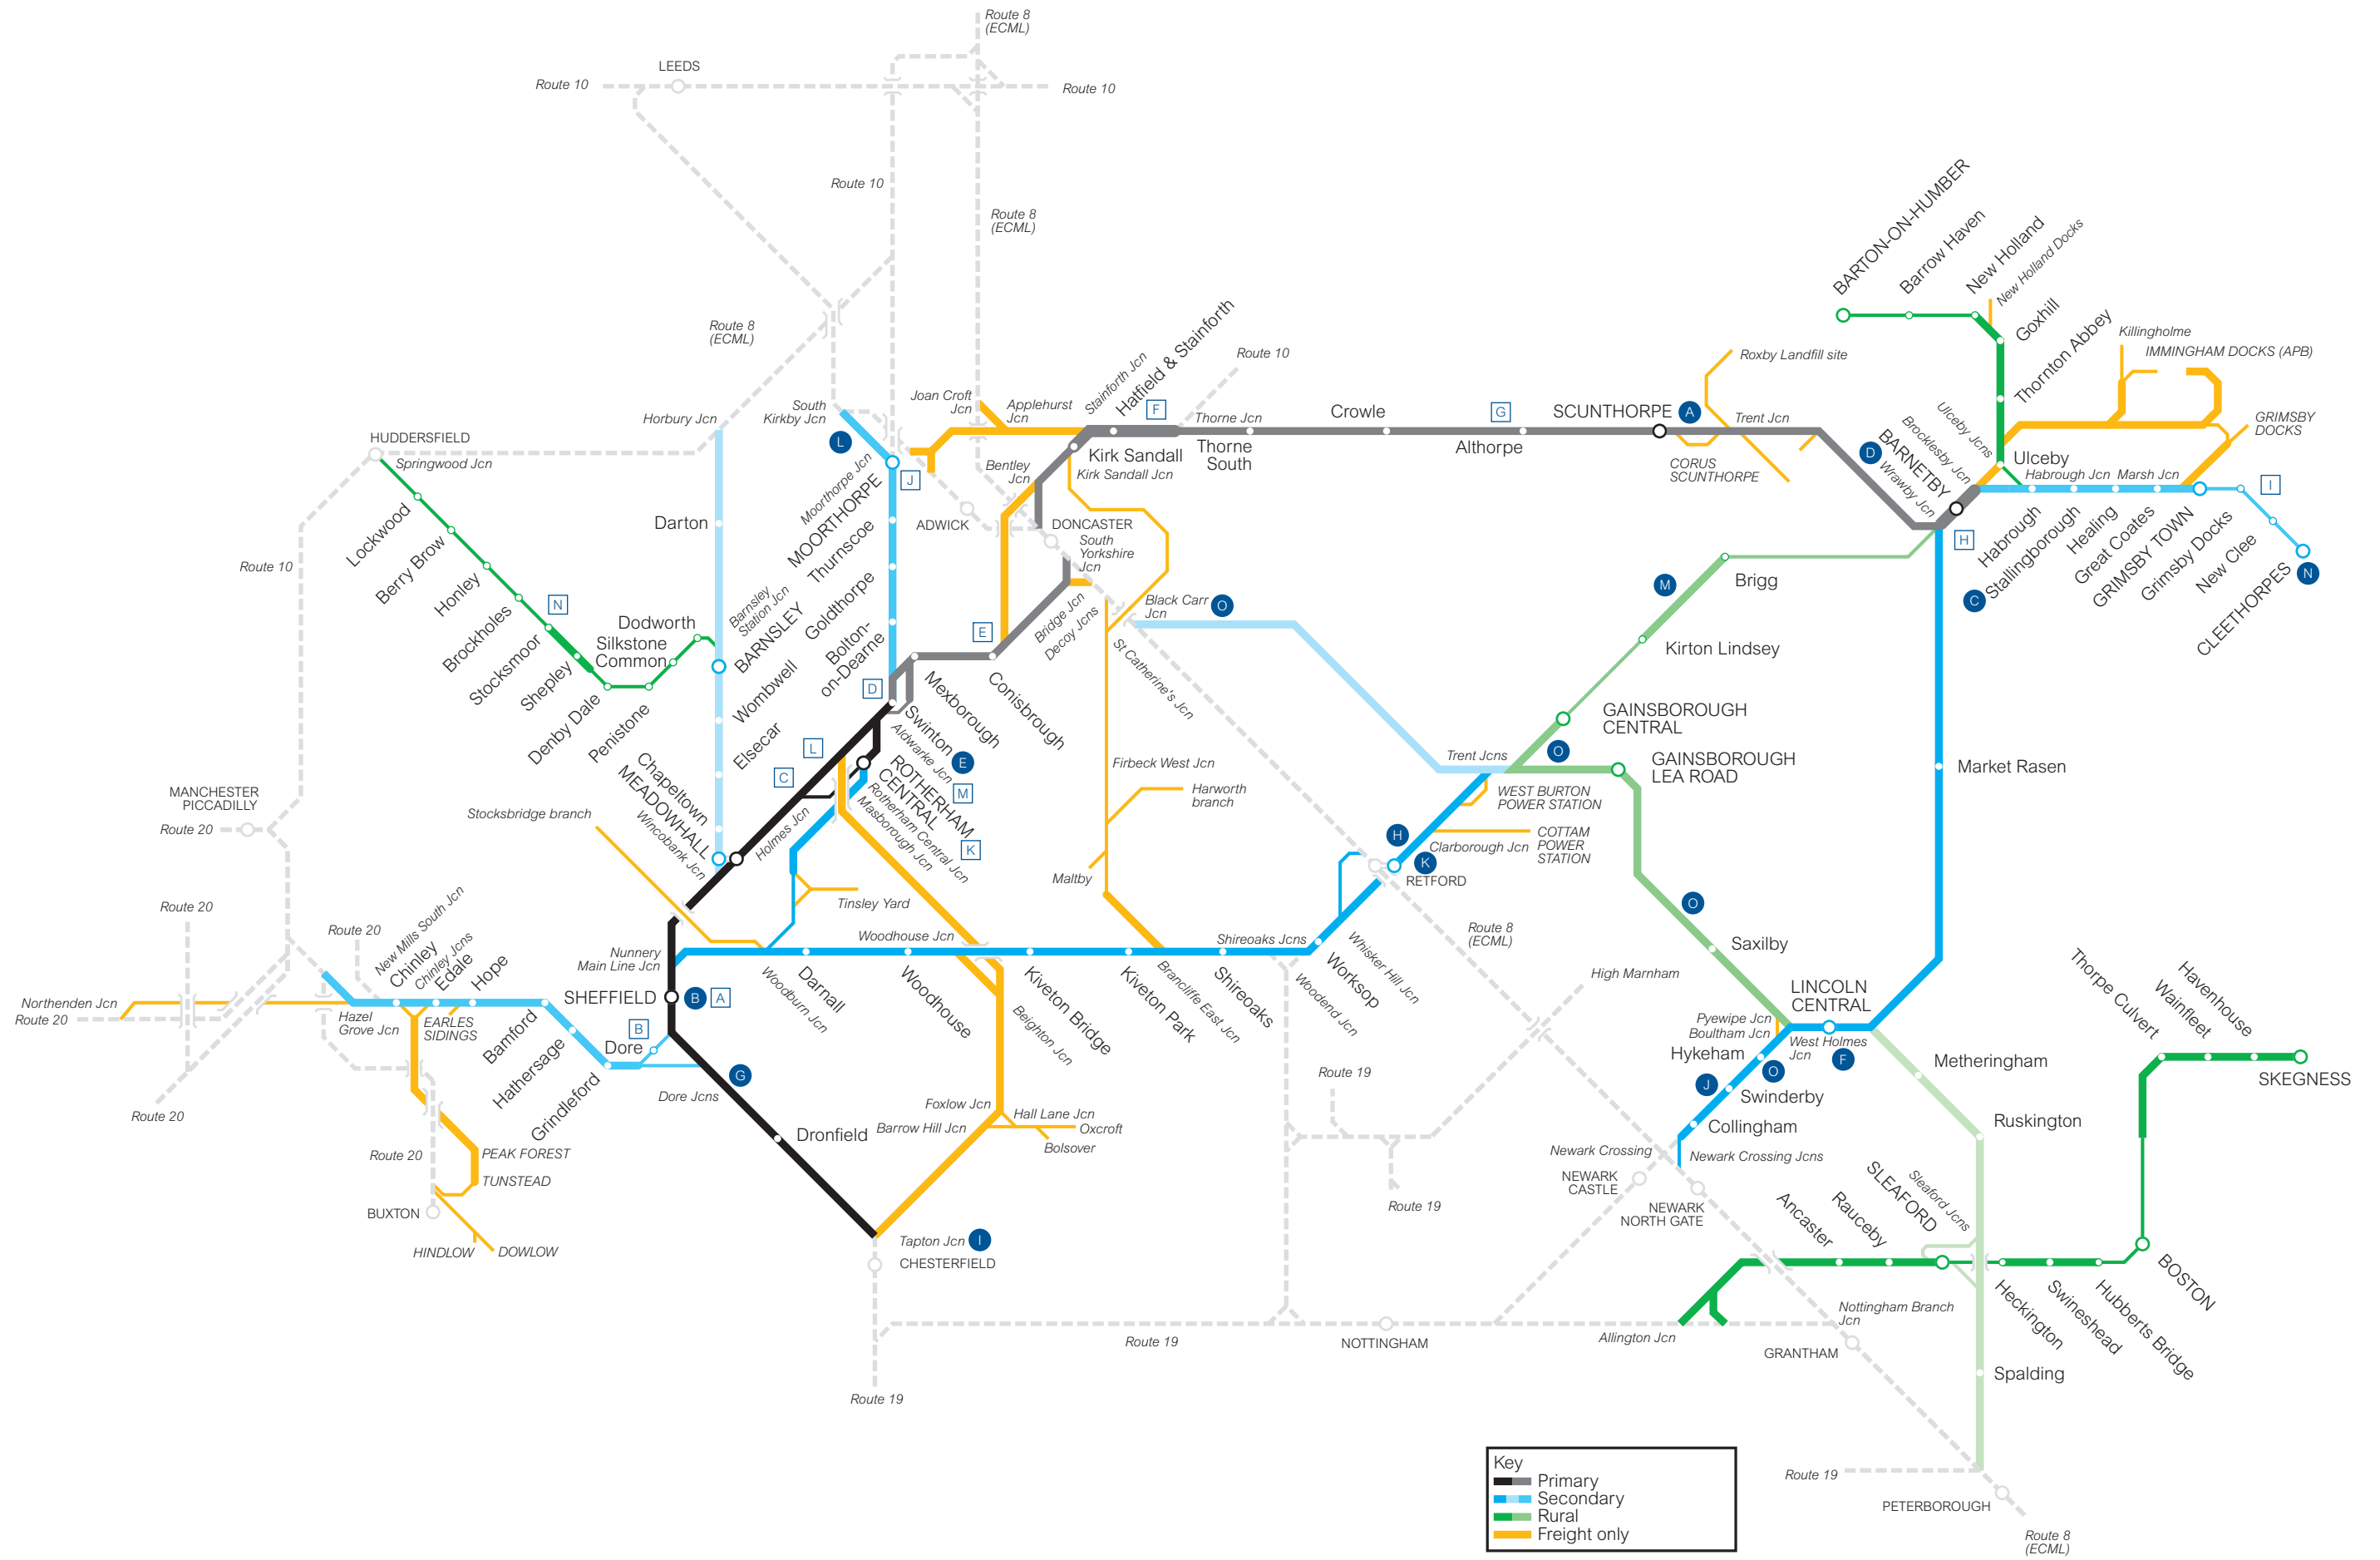 Route 8
(ECML)
LEEDS
Route 10
Route 10
Route 10
Route 8
(ECML)
Route 8
(ECML)
BARTON-ON-HUMBER
Barrow Haven
New Holland
New Holland Docks
Goxhill
Thornton Abbey
Killingholme
IMMINGHAM DOCKS (APB)
GRIMSBY
DOCKS
Stainforth Jcn
Hatfield & Stainforth
Route 10
Roxby Landfill site
Joan Croft
Jcn
Applehurst
Jcn
F
Thorne Jcn
Crowle
G
SCUNTHORPE
A
Trent Jcn
South
Kirkby Jcn
Horbury Jcn
L
HUDDERSFIELD
Springwood Jcn
Kirk Sandall
Kirk Sandall Jcn
Thorne
South
Althorpe
CORUS
SCUNTHORPE
D
BARNETBY
Wrawby Jcn
Brocklesby Jcn
Ulceby Jcns
Ulceby
Habrough Jcn
Marsh Jcn
I
H
Habrough
Stallingborough
Healing
Great Coates
GRIMSBY TOWN
Grimsby Docks
New Clee
CLEETHORPES
N
C
Moorthorpe Jcn
MOORTHORPE
J
Bentley
Jcn
Darton
ADWICK
DONCASTER
South
Yorkshire
Jcn
Lockwood
Berry Brow
Honley
Brockholes
Stocksmoor
Shepley
Denby Dale
Penistone
N
Dodworth
Silkstone
Common
Route 10
Barnsley
Station Jcn
BARNSLEY
Thurnscoe
Goldthorpe
Bolton-
on-Dearne
Wombwell
Elsecar
Chapeltown
MEADOWHALL
Wincobank Jcn
E
Bridge Jcn
Decoy Jcns
Black Carr
Jcn
O
St Catherine's Jcn
Brigg
M
Kirton Lindsey
GAINSBOROUGH
CENTRAL
O
GAINSBOROUGH
LEA ROAD
Trent Jcns
Market Rasen
D
Mexborough
Conisbrough
Swinton
Aldwarke Jcn
E
L
C
ROTHERHAM
CENTRAL
M
Rotherham Central Jcn
Masborough Jcn
K
Holmes Jcn
Firbeck West Jcn
Harworth
branch
Maltby
WEST BURTON
POWER STATION
COTTAM
POWER
STATION
Clarborough Jcn
H
K
RETFORD
MANCHESTER
PICCADILLY
Route 20
Stocksbridge branch
Tinsley Yard
Route 20
Route 20
New Mills South Jcn
Chinley
Chinley Jcns
Edale
Hope
Nunnery
Main Line Jcn
Woodhouse Jcn
Shireoaks Jcns
Whisker Hill Jcn
Route 8
(ECML)
O
Saxilby
Northenden Jcn
Route 20
Hazel
Grove Jcn
EARLES
SIDINGS
Bamford
Hathersage
Grindleford
SHEFFIELD
B
A
B
Dore
Dore Jcns
G
Woodburn Jcn
Darnall
Woodhouse
Beighton Jcn
Kiveton Bridge
Kiveton Park
Brancliffe East Jcn
Shireoaks
Woodend Jcn
Worksop
High Marnham
LINCOLN
CENTRAL
Pyewipe Jcn
Boultham Jcn
West Holmes
Jcn
F
Hykeham
O
J
Swinderby
Collingham
Metheringham
Ruskington
Thorpe Culvert
Wainfleet
Havenhouse
SKEGNESS
Route 20
Route 20
PEAK FOREST
TUNSTEAD
BUXTON
HINDLOW
DOWLOW
Dronfield
Foxlow Jcn
Barrow Hill Jcn
Hall Lane Jcn
Oxcroft
Bolsover
Route 19
Route 19
Newark Crossing
Newark Crossing Jcns
NEWARK
CASTLE
NEWARK
NORTH GATE
Ancaster
Rauceby
SLEAFORD
Sleaford Jcns
Tapton Jcn
I
CHESTERFIELD
BOSTON
Heckington
Swineshead
Hubberts Bridge
Nottingham Branch
Jcn
Route 19
NOTTINGHAM
Allington Jcn
GRANTHAM
Spalding
Route 19
Route 19
PETERBOROUGH
Route 8
(ECML)
Key
Primary
Secondary
Rural
Freight only